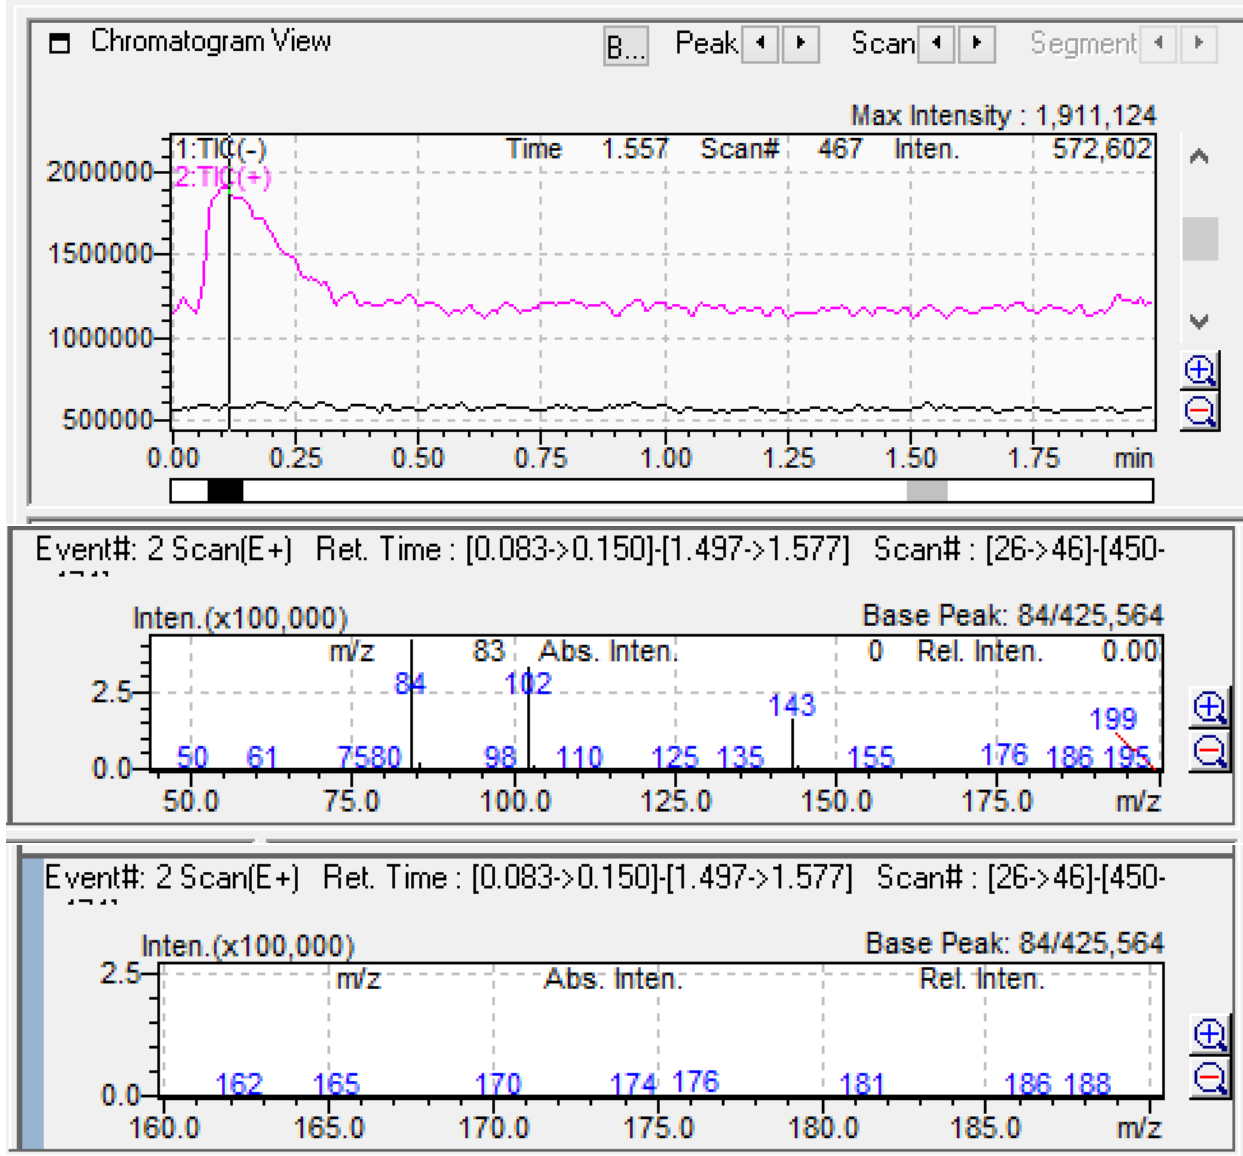 Chromatogram View B... Peak Scan Segment
Max Intensity : 1,911,124
1:TIC(-) Time 1.557 Scan# 467 Inten. 572,602
2:TIC(+)
2000000
1500000
1000000
500000
0.00 0.25 0.50 0.75 1.00 1.25 1.50 1.75 min
Event#: 2 Scan(E+) Ret. Time : [0.083->0.150]-[1.497->1.577] Scan# : [26->46]-[450-
Inten.(x100,000) Base Peak: 84/425,564
m/z 83 Abs. Inten. 0 Rel. Inten. 0.00
2.5
84 102 143 199
0.0
50 61 75 80 98 110 125 135 155 176 186 195
50.0 75.0 100.0 125.0 150.0 175.0 m/z
Event#: 2 Scan(E+) Ret. Time : [0.083->0.150]-[1.497->1.577] Scan# : [26->46]-[450-
Inten.(x100,000) Base Peak: 84/425,564
2.5 m/z Abs. Inten. Rel. Inten.
0.0
162 165 170 174 176 181 186 188
160.0 165.0 170.0 175.0 180.0 185.0 m/z